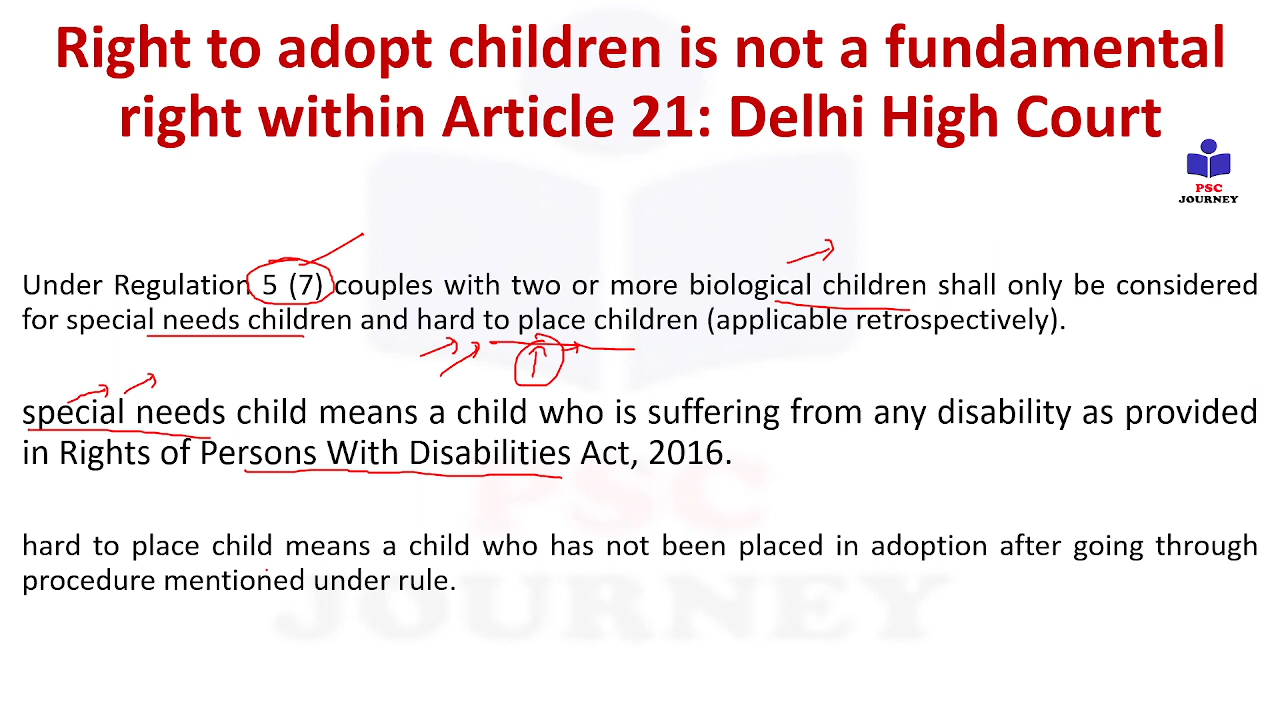 Right to adopt children is not a fundamental
right within Article 21: Delhi High Court
PSC
JOURNEY
Under Regulation 5 (7) couples with two or more biological children shall only be considered
for special needs children and hard to place children (applicable retrospectively).
special needs child means a child who is suffering from any disability as provided
in Rights of Persons With Disabilities Act, 2016.
PSC
hard to place child means a child who has not been placed in adoption after going through
procedure mentioned under rule.
JOURNEY